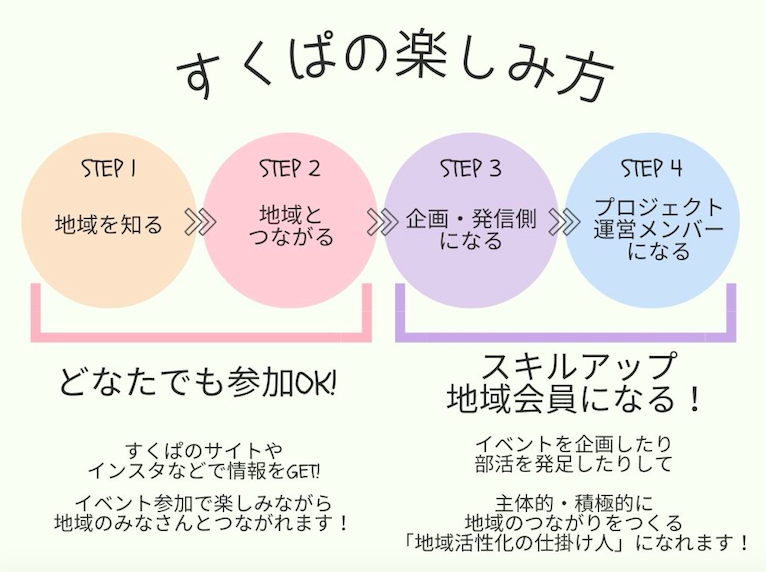 すくぱの楽しみ方
STEP 1
地域を知る
STEP 2
地域と
つながる
STEP 3
企画・発信側
になる
STEP 4
プロジェクト
運営メンバー
になる
どなたでも参加OK!
すくぱのサイトや
インスタなどで情報をGET!
イベント参加で楽しみながら
地域のみなさんとつながれます！
スキルアップ
地域会員になる！
イベントを企画したり
部活を発足したりして
主体的・積極的に
地域のつながりをつくる
「地域活性化の仕掛け人」になれます！